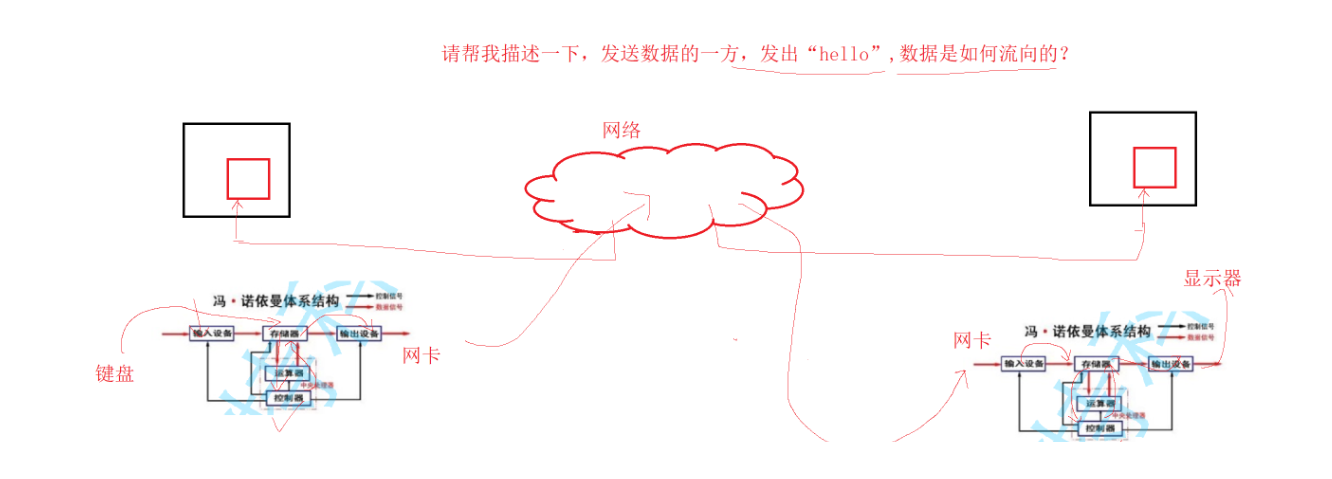 请帮我描述一下，发送数据的一方，发出“hello”,数据是如何流向的？
网络
显示器
冯·诺依曼体系结构
控制信号
数据信号
输入设备
存储器
输出设备
网卡
键盘
运算器
中央处理器
控制器
冯·诺依曼体系结构
控制信号
数据信号
网卡
输入设备
存储器
输出设备
运算器
中央处理器
控制器